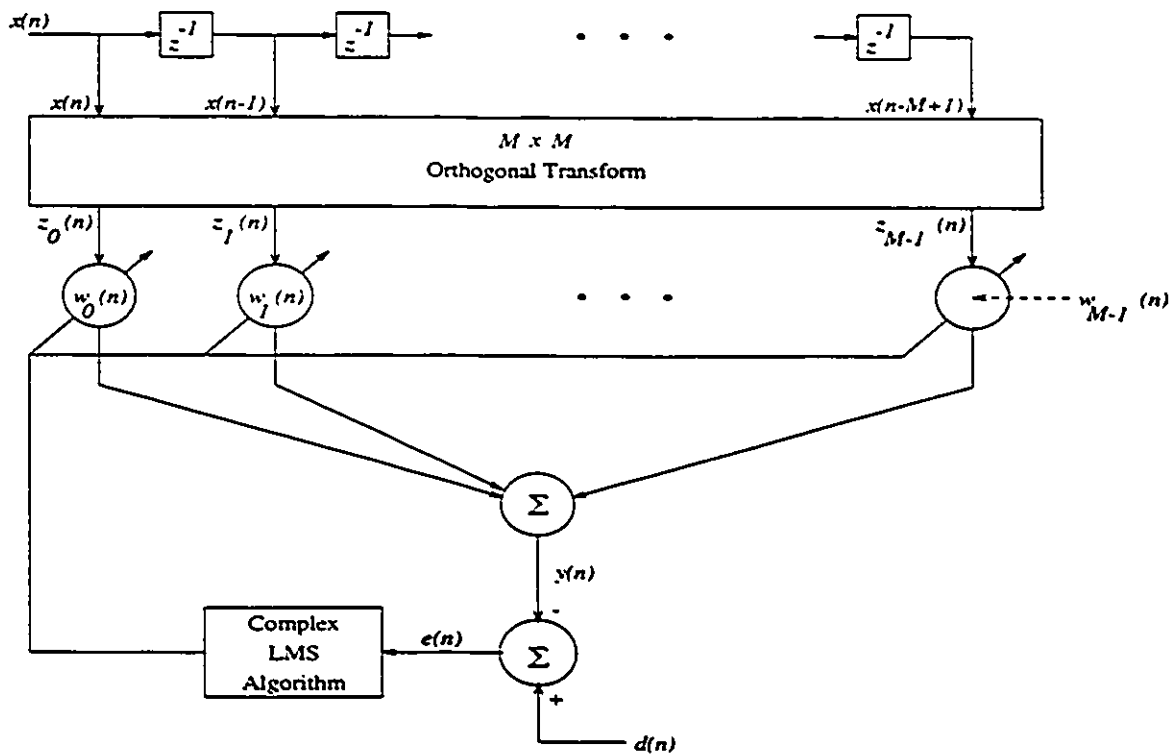 x(n)
z^-1
z^-1
z^-1
x(n)
x(n-1)
x(n-M+1)
M x M
Orthogonal Transform
z_0(n)
z_1(n)
z_M-1(n)
w_0(n)
w_1(n)
w_M-1(n)
Σ
y(n)
-
Complex
LMS
Algorithm
e(n)
Σ
+
d(n)